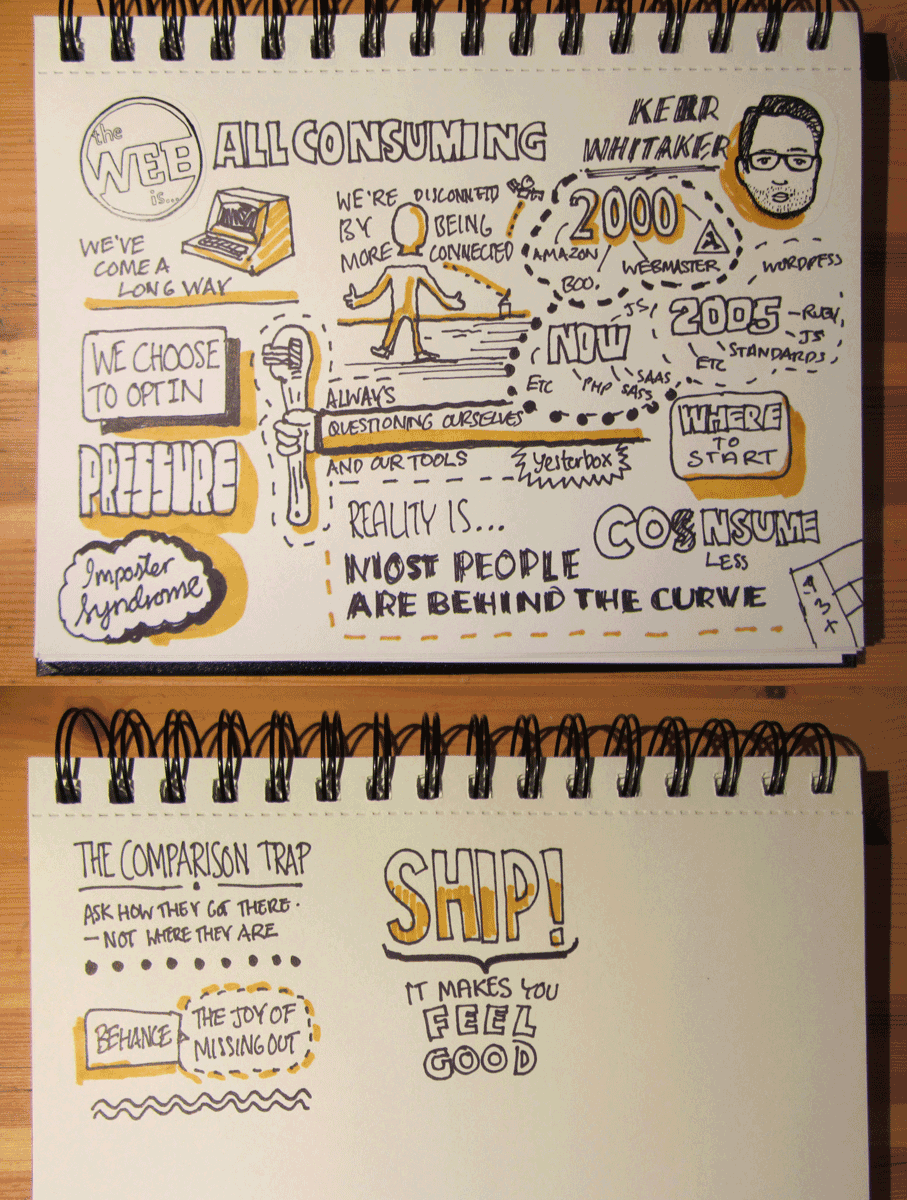 the
WEB
is...
ALL CONSUMING
KERR
WHITAKER
WE'VE
COME A
LONG WAY
WE'RE DISCONNETD
BY BEING
MORE CONNECTED
2000
AMAZON
BOO.
WEBMASTER
WORDPRESS
2005
RUBY
JS
STANDARDS
ETC
NOW
JS
ETC
PHP
SAAS
SASS
WHERE
TO
START
WE CHOOSE
TO OPT IN
PRESSURE
Imposter
Syndrome
ALWAYS
QUESTIONING OURSELVES
AND OUR TOOLS
Yesterbox
REALITY IS...
MOST PEOPLE
ARE BEHIND THE CURVE
CONSUME
LESS
THE COMPARISON TRAP
ASK HOW THEY GOT THERE.
— NOT WHERE THEY ARE
BEHANCE
THE JOY OF
MISSING OUT
SHIP!
IT MAKES YOU
FEEL
GOOD